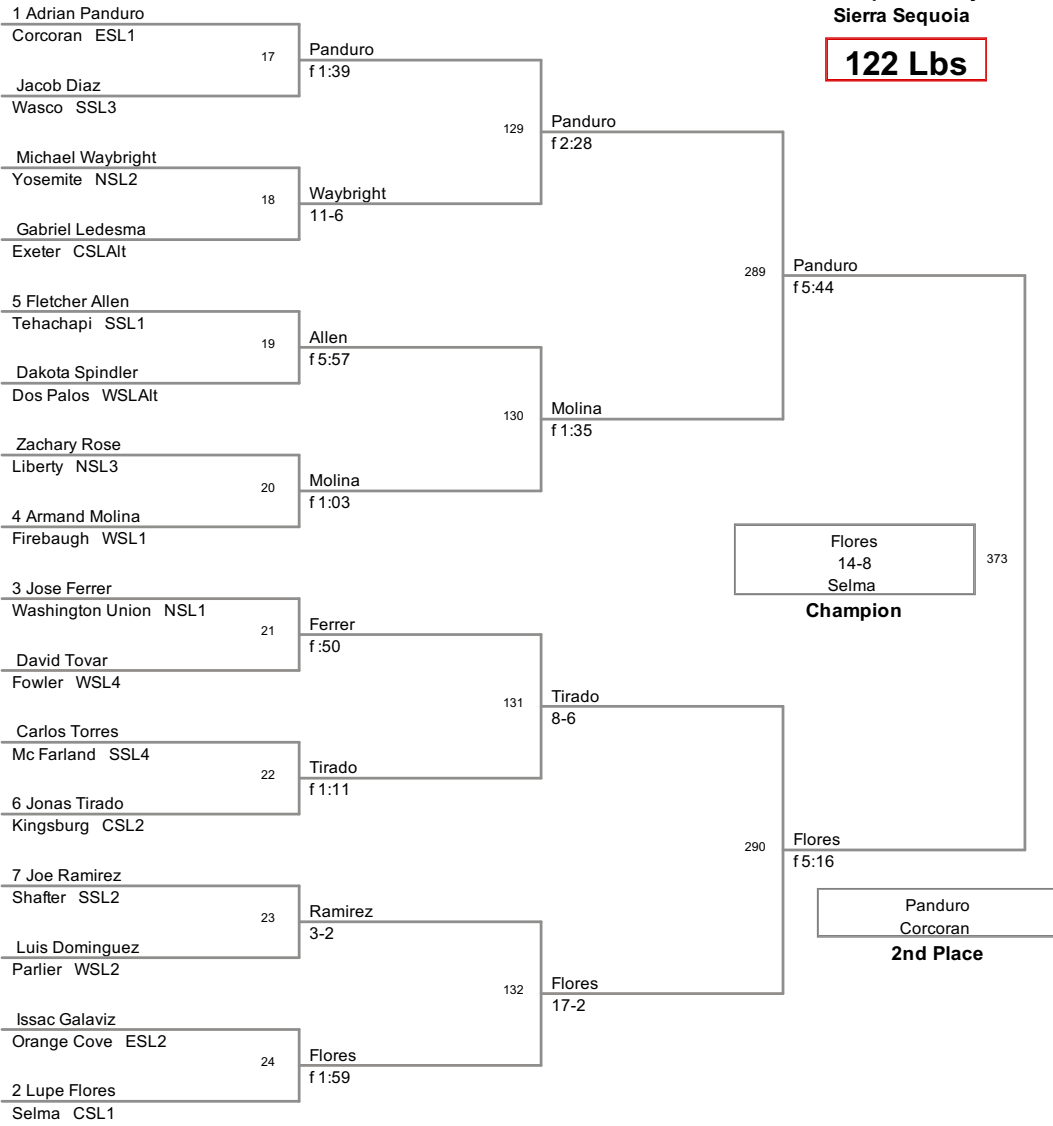 Sierra Sequoia
122 Lbs
1 Adrian Panduro
Corcoran ESL1
17
Jacob Diaz
Wasco SSL3
Panduro
f 1:39
Michael Waybright
Yosemite NSL2
18
Gabriel Ledesma
Exeter CSLAlt
Waybright
11-6
129
Panduro
f 2:28
5 Fletcher Allen
Tehachapi SSL1
19
Dakota Spindler
Dos Palos WSLAlt
Allen
f 5:57
Zachary Rose
Liberty NSL3
20
4 Armand Molina
Firebaugh WSL1
Molina
f 1:03
130
Molina
f 1:35
289
Panduro
f 5:44
3 Jose Ferrer
Washington Union NSL1
21
David Tovar
Fowler WSL4
Ferrer
f :50
Carlos Torres
Mc Farland SSL4
22
6 Jonas Tirado
Kingsburg CSL2
Tirado
f 1:11
131
Tirado
8-6
7 Joe Ramirez
Shafter SSL2
23
Luis Dominguez
Parlier WSL2
Ramirez
3-2
Issac Galaviz
Orange Cove ESL2
24
2 Lupe Flores
Selma CSL1
Flores
f 1:59
132
Flores
17-2
290
Flores
f 5:16
373
Flores
14-8
Selma
Champion
Panduro
Corcoran
2nd Place